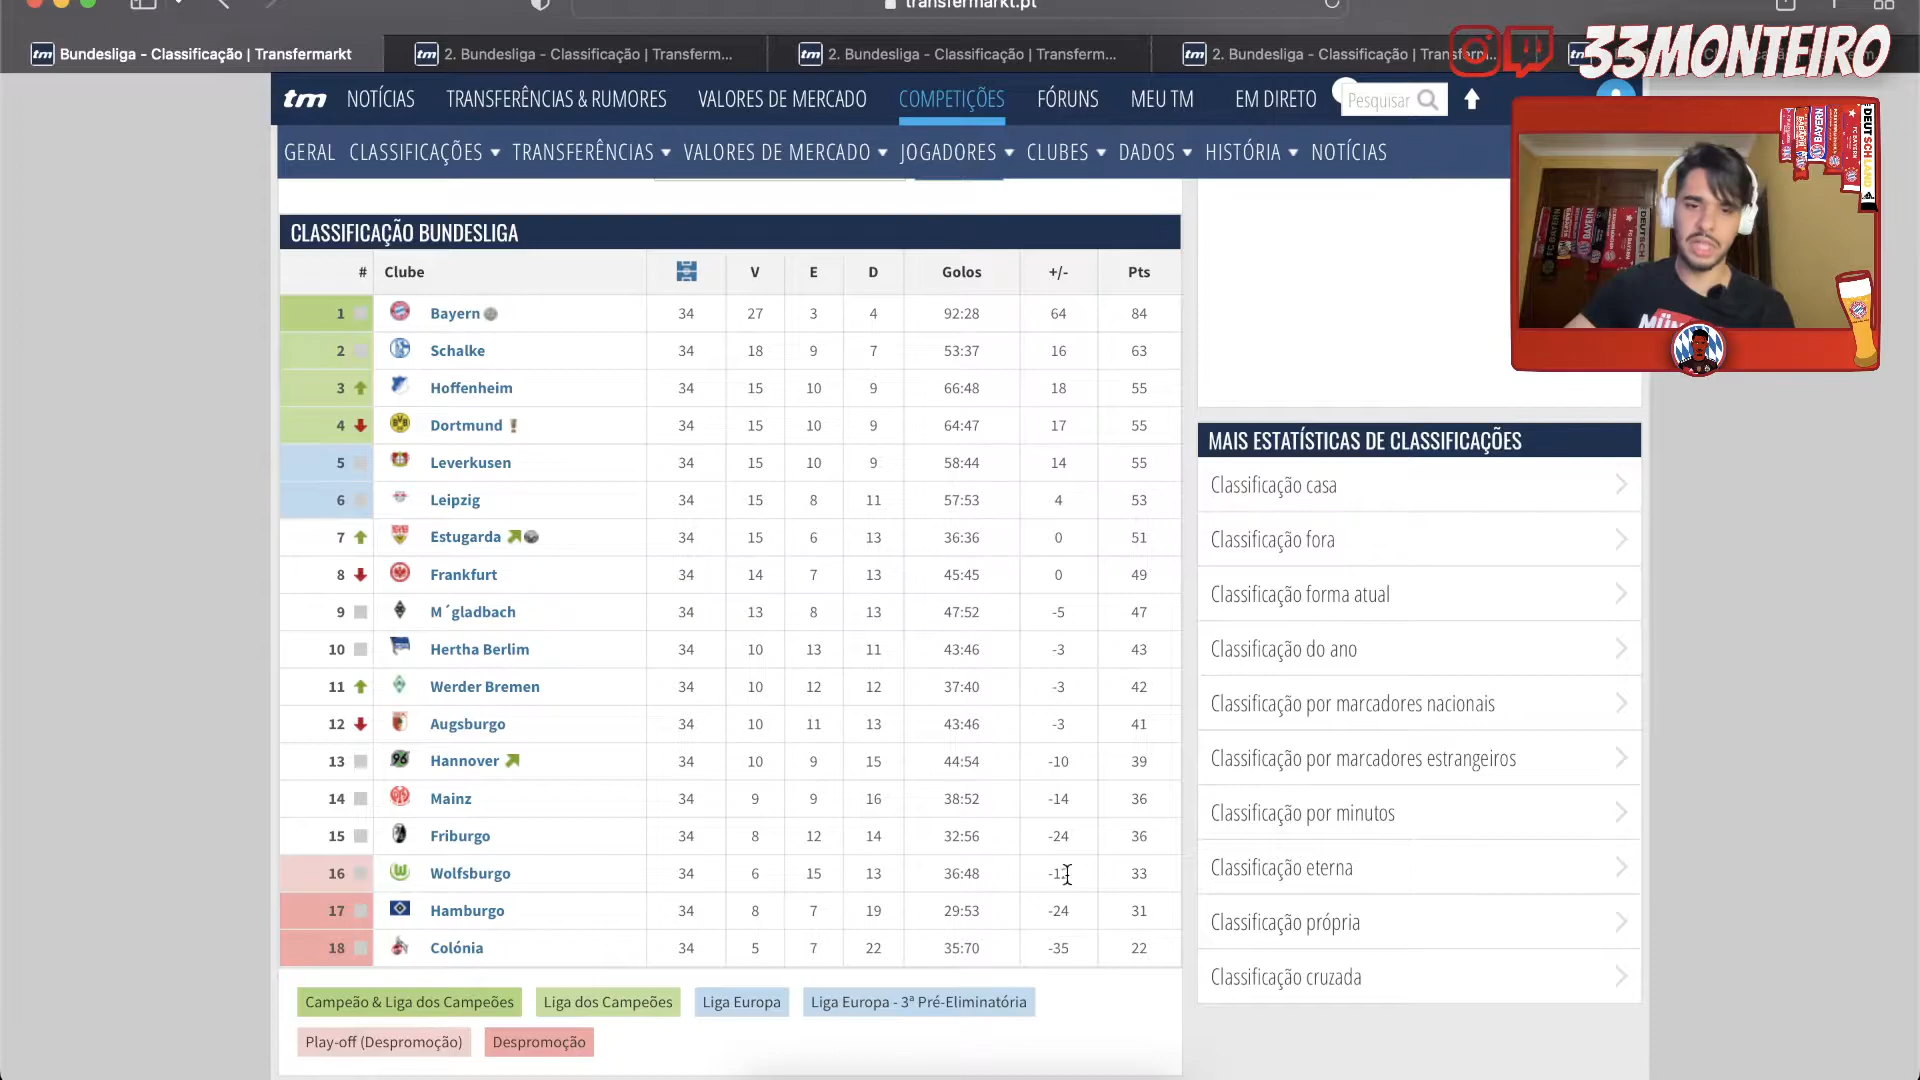 transfermarkt.pt
Bundesliga - Classificação | Transfermarkt
2. Bundesliga - Classificação | Transferm...
2. Bundesliga - Classificação | Transferm...
2. Bundesliga - Classificação | Transferm...
33MONTEIRO
tm NOTÍCIAS TRANSFERÊNCIAS & RUMORES VALORES DE MERCADO COMPETIÇÕES FÓRUNS MEU TM EM DIRETO Pesquisar
GERAL CLASSIFICAÇÕES TRANSFERÊNCIAS VALORES DE MERCADO JOGADORES CLUBES DADOS HISTÓRIA NOTÍCIAS
CLASSIFICAÇÃO BUNDESLIGA
# Clube V E D Golos +/- Pts
1 Bayern 34 27 3 4 92:28 64 84
2 Schalke 34 18 9 7 53:37 16 63
3 Hoffenheim 34 15 10 9 66:48 18 55
4 Dortmund 34 15 10 9 64:47 17 55
5 Leverkusen 34 15 10 9 58:44 14 55
6 Leipzig 34 15 8 11 57:53 4 53
7 Estugarda 34 15 6 13 36:36 0 51
8 Frankfurt 34 14 7 13 45:45 0 49
9 M´gladbach 34 13 8 13 47:52 -5 47
10 Hertha Berlim 34 10 13 11 43:46 -3 43
11 Werder Bremen 34 10 12 12 37:40 -3 42
12 Augsburgo 34 10 11 13 43:46 -3 41
13 Hannover 34 10 9 15 44:54 -10 39
14 Mainz 34 9 9 16 38:52 -14 36
15 Friburgo 34 8 12 14 32:56 -24 36
16 Wolfsburgo 34 6 15 13 36:48 -12 33
17 Hamburgo 34 8 7 19 29:53 -24 31
18 Colónia 34 5 7 22 35:70 -35 22
Campeão & Liga dos Campeões
Liga dos Campeões
Liga Europa
Liga Europa - 3ª Pré-Eliminatória
Play-off (Despromoção)
Despromoção
MAIS ESTATÍSTICAS DE CLASSIFICAÇÕES
Classificação casa
Classificação fora
Classificação forma atual
Classificação do ano
Classificação por marcadores nacionais
Classificação por marcadores estrangeiros
Classificação por minutos
Classificação eterna
Classificação própria
Classificação cruzada
DEUTSCHLAND
BAYERN